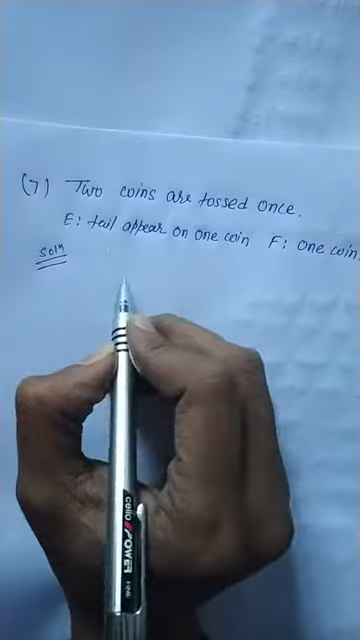 (7) Two coins are tossed once.
E: tail appear on one coin F: One coin
Soln
cello POWER